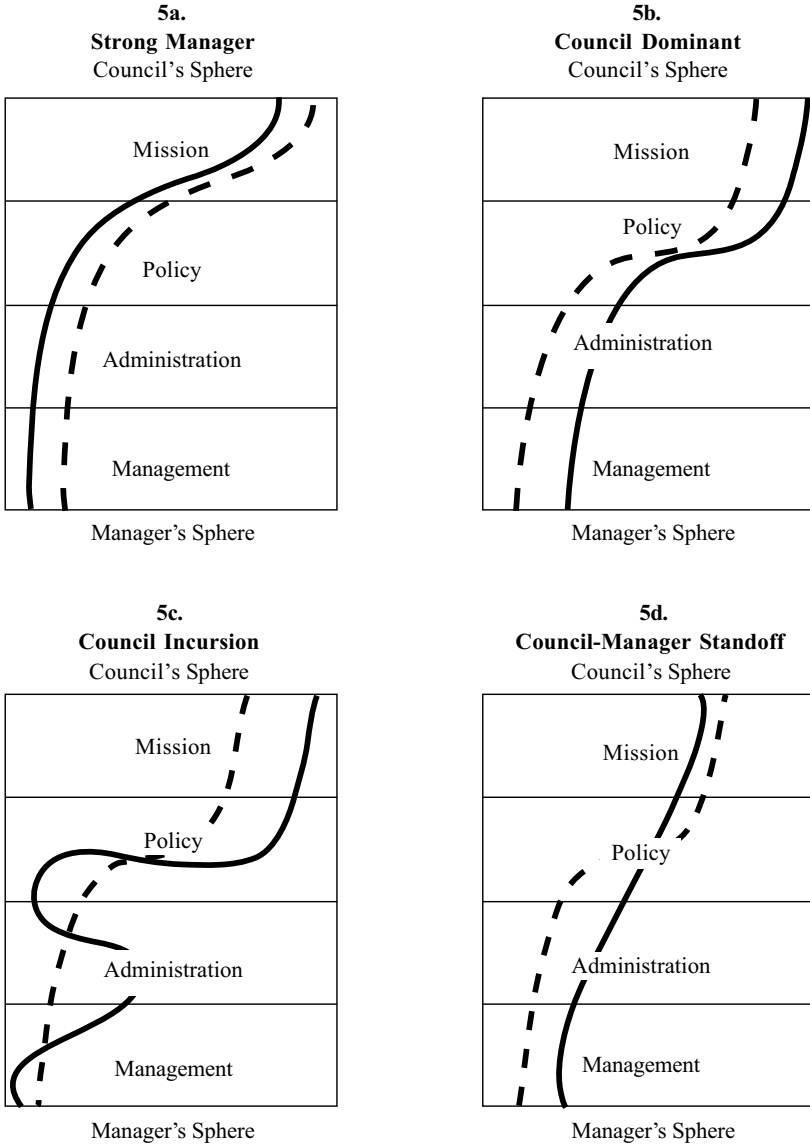 5a.
Strong Manager
Council's Sphere
Mission
Policy
Administration
Management
Manager's Sphere
5b.
Council Dominant
Council's Sphere
Mission
Policy
Administration
Management
Manager's Sphere
5c.
Council Incursion
Council's Sphere
Mission
Policy
Administration
Management
Manager's Sphere
5d.
Council-Manager Standoff
Council's Sphere
Mission
Policy
Administration
Management
Manager's Sphere